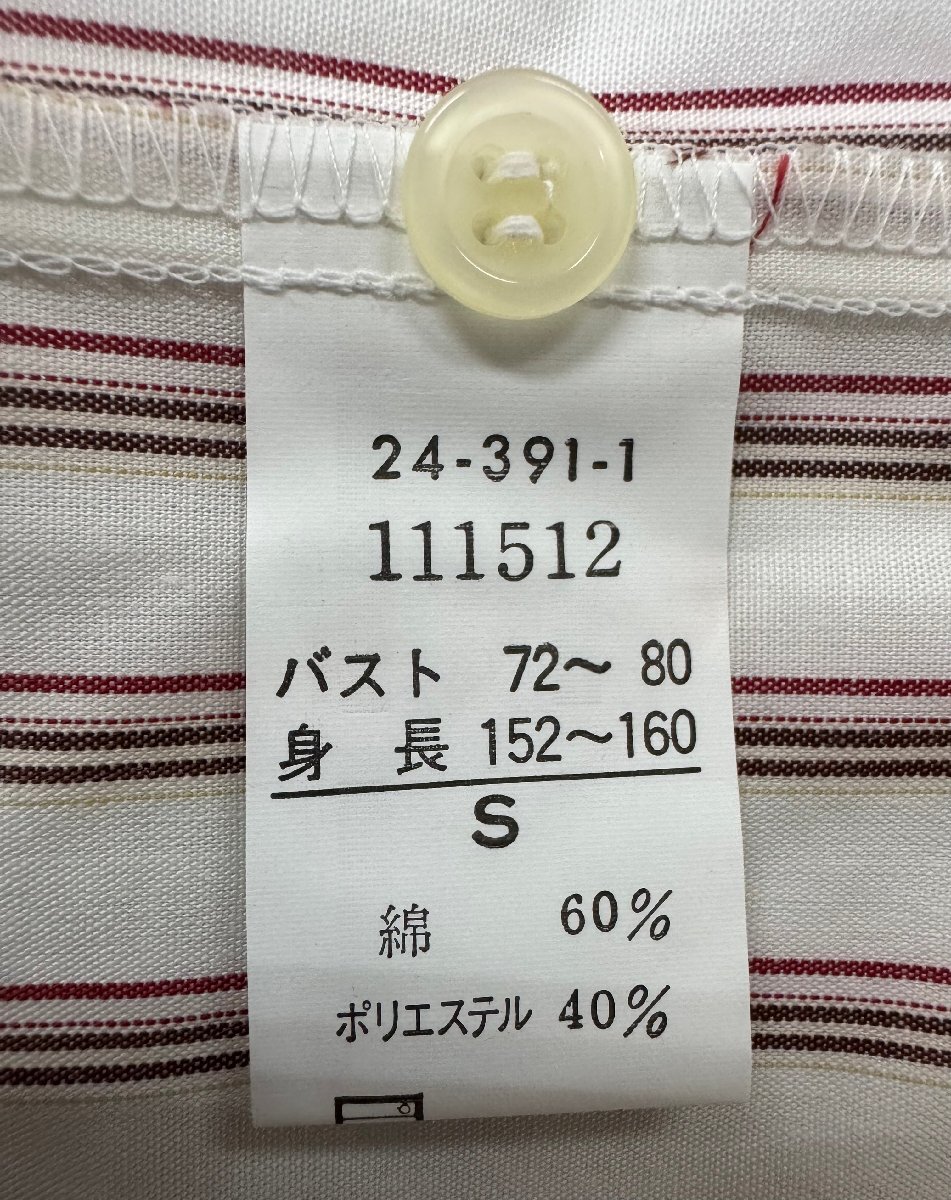 24-391-1
111512
バスト 72～80
身長 152～160
S
綿 60%
ポリエステル 40%